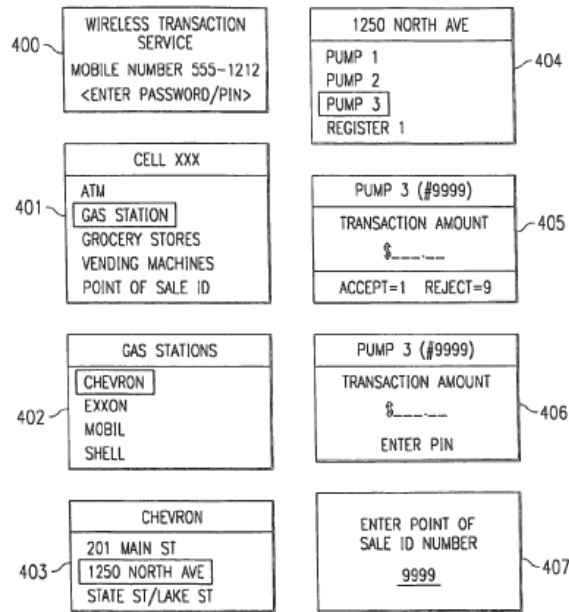 400
WIRELESS TRANSACTION
SERVICE
MOBILE NUMBER 555-1212
<ENTER PASSWORD/PIN>
401
CELL XXX
ATM
GAS STATION
GROCERY STORES
VENDING MACHINES
POINT OF SALE ID
402
GAS STATIONS
CHEVRON
EXXON
MOBIL
SHELL
403
CHEVRON
201 MAIN ST
1250 NORTH AVE
STATE ST/LAKE ST
1250 NORTH AVE
404
PUMP 1
PUMP 2
PUMP 3
REGISTER 1
PUMP 3 (#9999)
405
TRANSACTION AMOUNT
$___.__
ACCEPT=1 REJECT=9
PUMP 3 (#9999)
TRANSACTION AMOUNT
406
$___.__
ENTER PIN
ENTER POINT OF
SALE ID NUMBER
407
9999